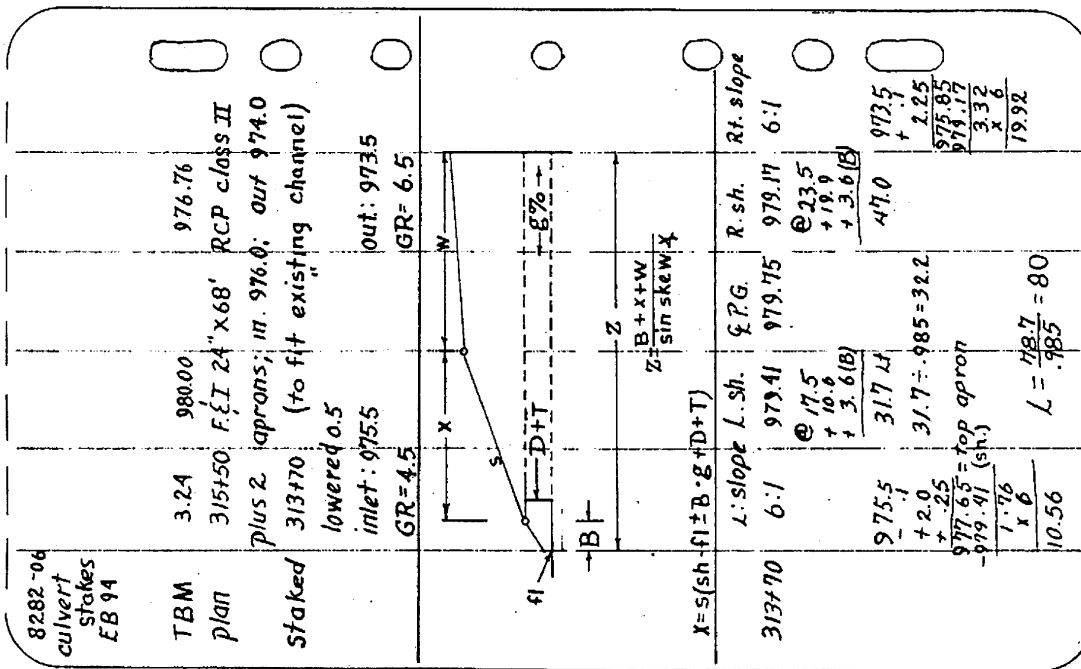 8282-06
culvert
stakes
EB 94
TBM 3.24 980.00 976.76
plan 315+50 F&I 24"x68' RCP class II
plus 2 aprons; in. 976.0; out 974.0
Staked 313+70 (to fit existing channel)
lowered 0.5 "
inlet: 975.5 out: 973.5
GR=4.5 GR= 6.5
X W
S
D+T g%
fl B
Z
B+x+W
Z= sin skew ∡
X=s(sh-fl±B·g+D+T)
L: slope L. sh. ℄ P.G. R. sh. Rt. slope
313+70 6:1 979.41 979.75 979.17 6:1
@ 17.5 @ 23.5
+ 10.6 + 19.9
+ 3.6 (B) + 3.6 (B)
31.7 Lt 47.0
31.7 ÷ .985 = 32.2
975.5 973.5
- .1 + .1
+ 2.0 2.25
+ .25 975.85
977.65 = top apron 979.17
-979.41 (sh.) 3.32
1.76 x 6
x 6 19.92
10.56
L = 78.7 = 80
.985